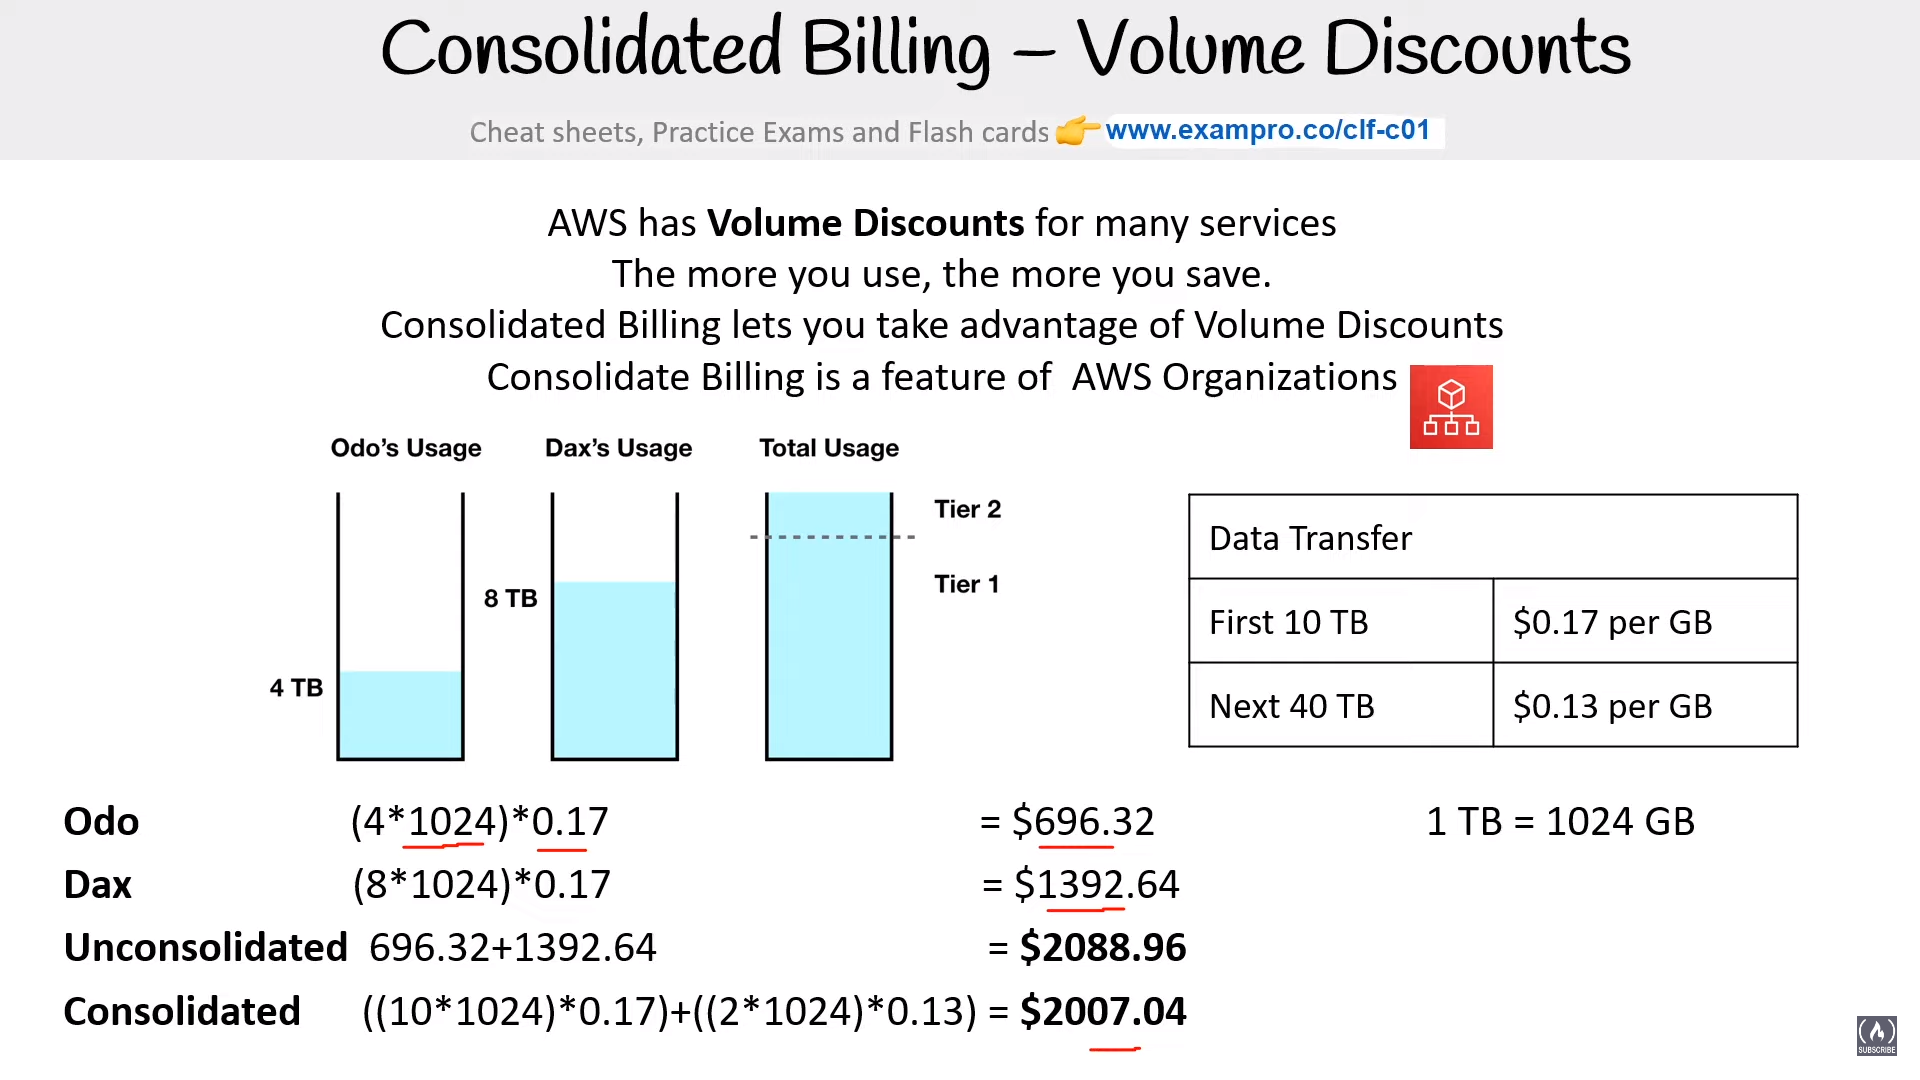 Consolidated Billing – Volume Discounts
Cheat sheets, Practice Exams and Flash cards 👉 www.exampro.co/clf-c01
AWS has Volume Discounts for many services
The more you use, the more you save.
Consolidated Billing lets you take advantage of Volume Discounts
Consolidate Billing is a feature of AWS Organizations
Odo's Usage Dax's Usage Total Usage
Tier 2
Tier 1
8 TB
4 TB
Data Transfer
First 10 TB $0.17 per GB
Next 40 TB $0.13 per GB
Odo (4*1024)*0.17 = $696.32 1 TB = 1024 GB
Dax (8*1024)*0.17 = $1392.64
Unconsolidated 696.32+1392.64 = $2088.96
Consolidated ((10*1024)*0.17)+((2*1024)*0.13) = $2007.04
SUBSCRIBE